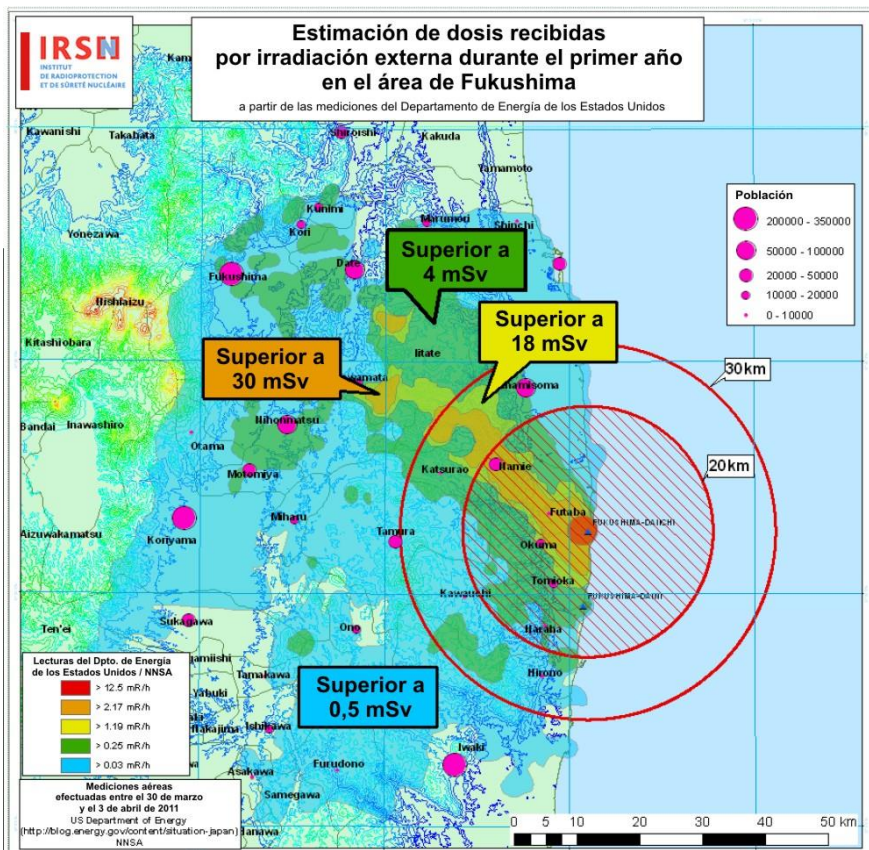 IRSN
INSTITUT
DE RADIOPROTECTION
ET DE SÛRETÉ NUCLÉAIRE
Estimación de dosis recibidas
por irradiación externa durante el primer año
en el área de Fukushima
a partir de las mediciones del Departamento de Energía de los Estados Unidos
Kawanishi
Takahata
Shiroishi
Kakuda
Yamamoto
Población
200000 - 350000
50000 - 100000
20000 - 50000
10000 - 20000
0 - 10000
Yonezawa
Kunimi
Kori
Marumori
Shinchi
Fukushima
Date
Superior a
4 mSv
Nishiaizu
Kitashiobara
Iitate
Superior a
18 mSv
Superior a
30 mSv
30km
Bandai
Inawashiro
Nihonmatsu
Otama
Motomiya
Katsurao
Namie
20km
Aizuwakamatsu
Koriyama
Miharu
Tamura
Futaba
FUKUSHIMA-DAIICHI
Okuma
Tomioka
Kawauchi
FUKUSHIMA-DAINI
Ten'ei
Sukagawa
Ono
Naraha
Hirono
Lecturas del Dpto. de Energía
de los Estados Unidos / NNSA
> 12.5 mR/h
> 2.17 mR/h
> 1.19 mR/h
> 0.25 mR/h
> 0.03 mR/h
Tamakawa
Yabuki
Ishikawa
Superior a
0,5 mSv
Asakawa
Furudono
Samegawa
Iwaki
Mediciones aéreas
efectuadas entre el 30 de marzo
y el 3 de abril de 2011
US Department of Energy
(http://blog.energy.gov/content/situation-japan)
NNSA
0 5 10 20 30 40 50 km